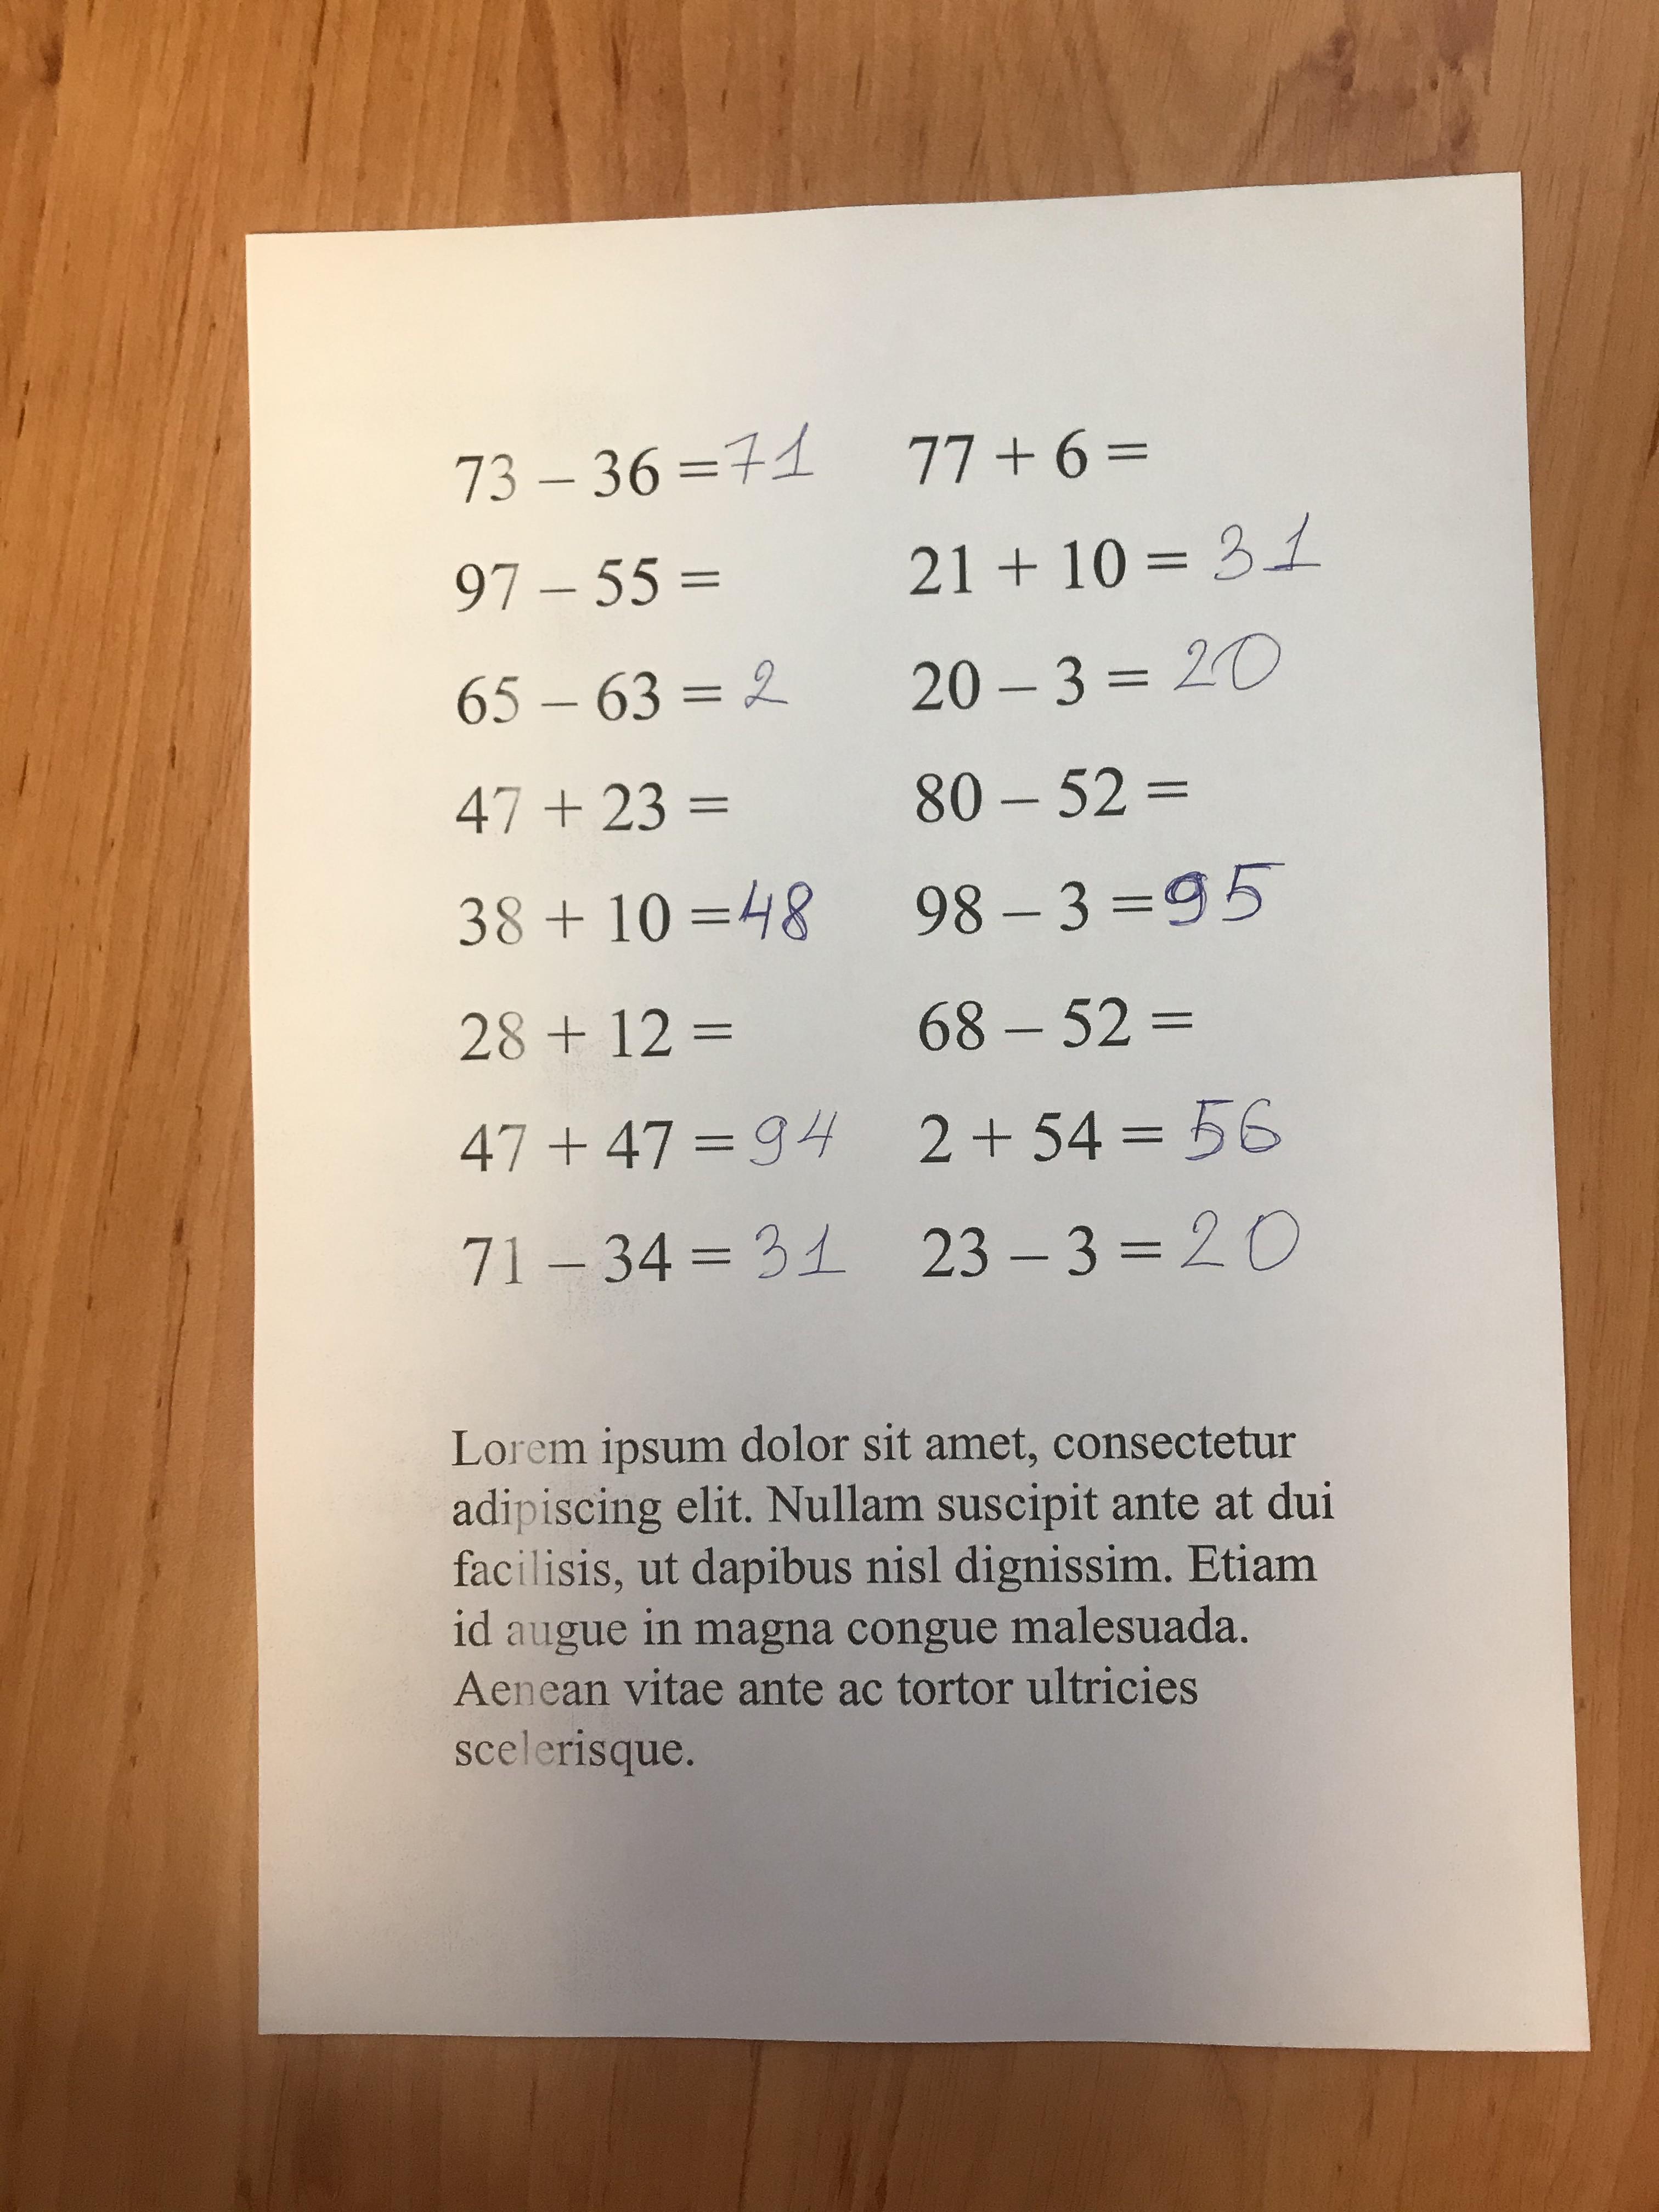 73 – 36 = 71
97 – 55 =
65 – 63 = 2
47 + 23 =
38 + 10 = 48
28 + 12 =
47 + 47 = 94
71 – 34 = 31
77 + 6 =
21 + 10 = 31
20 – 3 = 20
80 – 52 =
98 – 3 = 95
68 – 52 =
2 + 54 = 56
23 – 3 = 20
Lorem ipsum dolor sit amet, consectetur
adipiscing elit. Nullam suscipit ante at dui
facilisis, ut dapibus nisl dignissim. Etiam
id augue in magna congue malesuada.
Aenean vitae ante ac tortor ultricies
scelerisque.